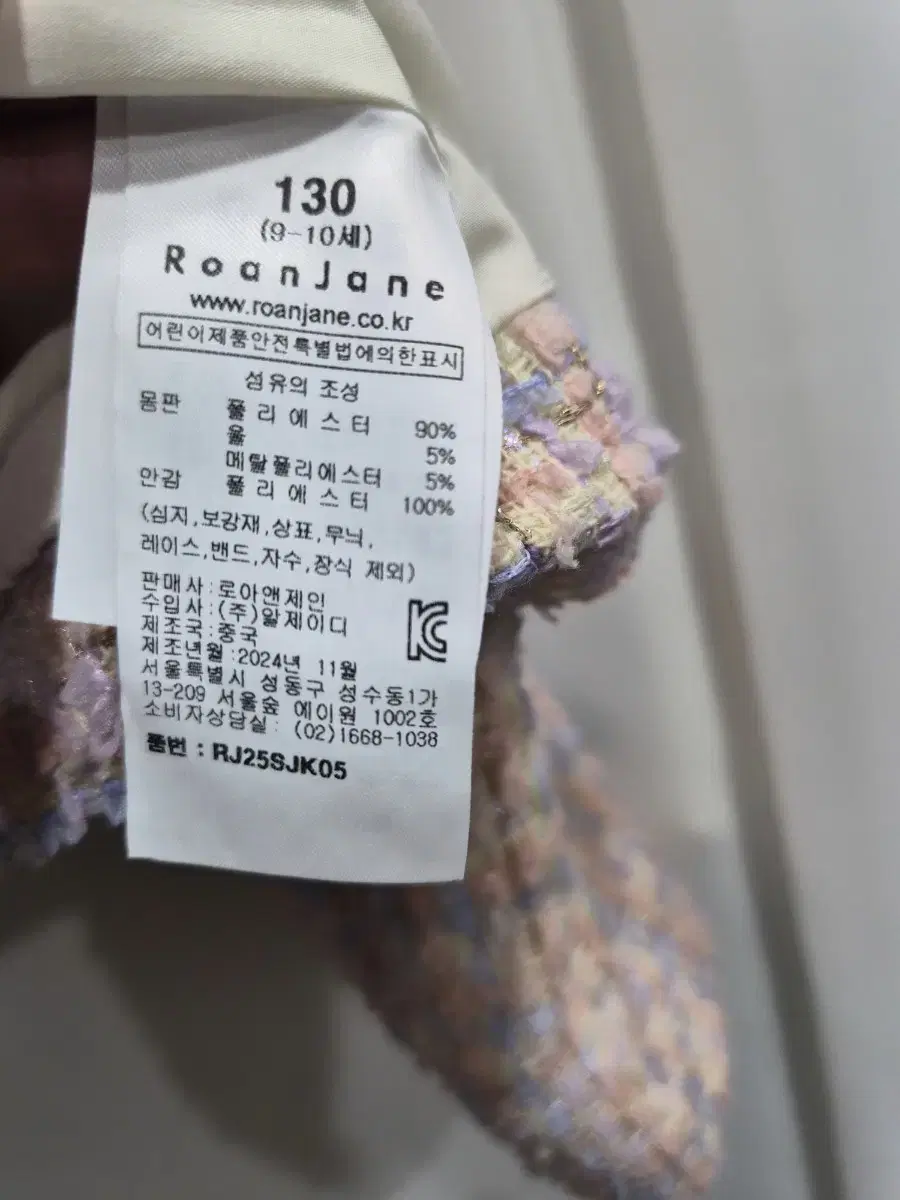 130
(9-10세)
RoanJane
www.roanjane.co.kr
어린이제품안전특별법에의한표시
섬유의 조성
몸판 폴리에스터 90%
울 5%
메탈폴리에스터 5%
안감 폴리에스터 100%
(심지,보강재,상표,무늬,
레이스,밴드,자수,장식 제외)
판매사:로아앤제인
수입사:(주)왈제이디
제조국:중국
제조년월:2024년 11월
서울특별시 성동구 성수동1가
13-209 서울숲 에이원 1002호
소비자상담실: (02)1668-1038
품번 : RJ25SJK05